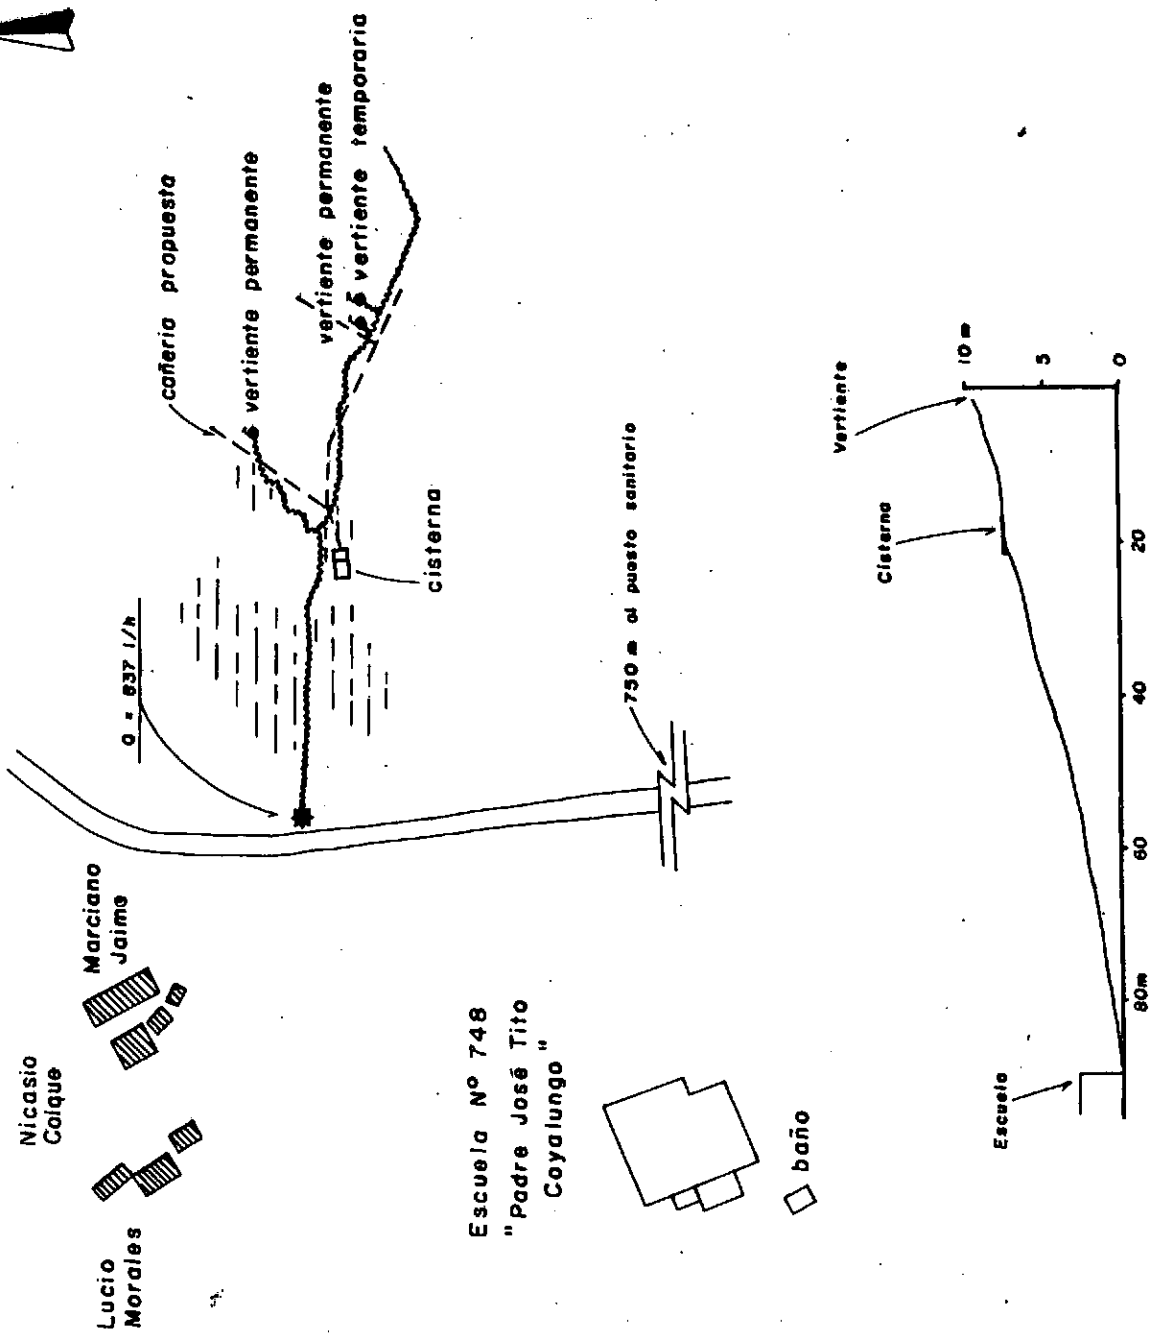 Nicasio
Colque
Lucio
Morales
Marciano
Jaime
Q = 837 l/h
cañeria propuesta
vertiente permanente
vertiente permanente
vertiente temporaria
cisterna
750 m al puesto sanitario
Escuela Nº 748
"Padre José Tito
Coyalungo"
baño
Escuela
Cisterna
Vertiente
10 m
5
0
80m
60
40
20